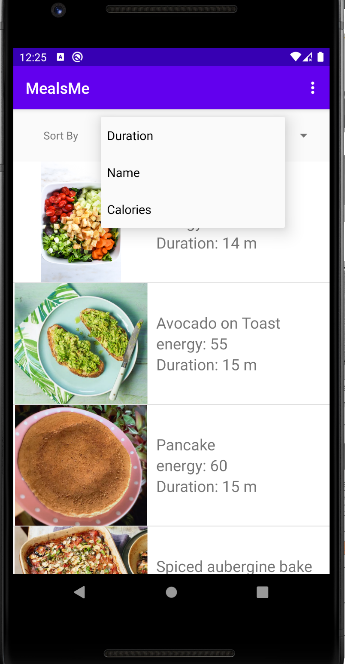 12:25
MealsMe
Sort By
Duration
Name
Calories
Duration: 14 m
Avocado on Toast
energy: 55
Duration: 15 m
Pancake
energy: 60
Duration: 15 m
Spiced aubergine bake